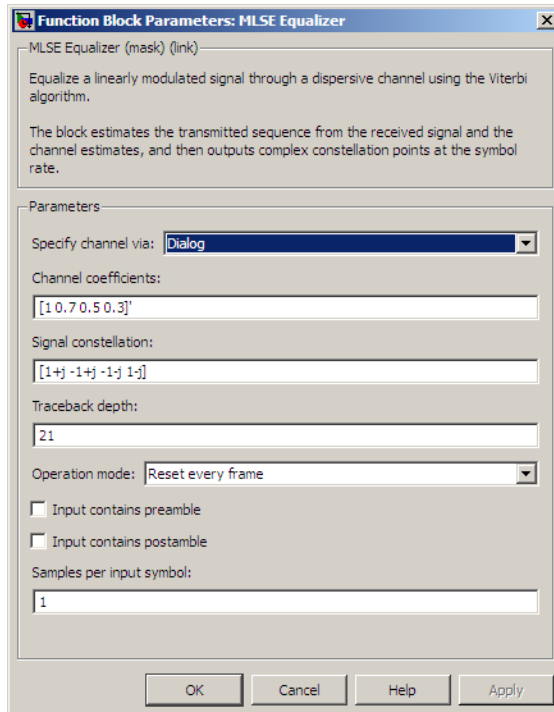 Function Block Parameters: MLSE Equalizer
MLSE Equalizer (mask) (link)
Equalize a linearly modulated signal through a dispersive channel using the Viterbi
algorithm.
The block estimates the transmitted sequence from the received signal and the
channel estimates, and then outputs complex constellation points at the symbol
rate.
Parameters
Specify channel via: Dialog
Channel coefficients:
[1 0.7 0.5 0.3]'
Signal constellation:
[1+j -1+j -1-j 1-j]
Traceback depth:
21
Operation mode: Reset every frame
Input contains preamble
Input contains postamble
Samples per input symbol:
1
OK Cancel Help Apply